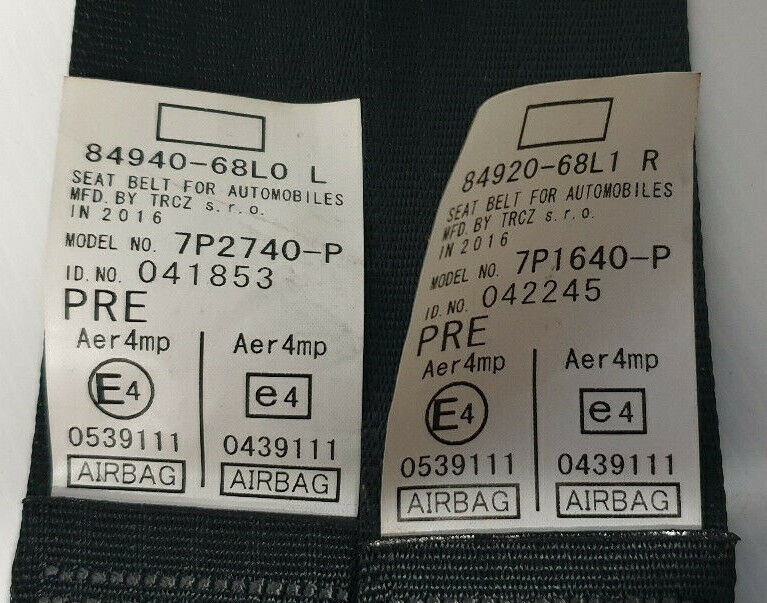 84940-68L0 L
SEAT BELT FOR AUTOMOBILES
MFD. BY TRCZ s.r.o.
IN 2016
MODEL NO. 7P2740-P
ID.NO. 041853
PRE
Aer4mp Aer4mp
E4 e4
0539111 0439111
AIRBAG AIRBAG
84920-68L1 R
SEAT BELT FOR AUTOMOBILES
MFD. BY TRCZ s.r.o.
IN 2016
MODEL NO. 7P1640-P
ID.NO. 042245
PRE
Aer4mp Aer4mp
E4 e4
0539111 0439111
AIRBAG AIRBAG